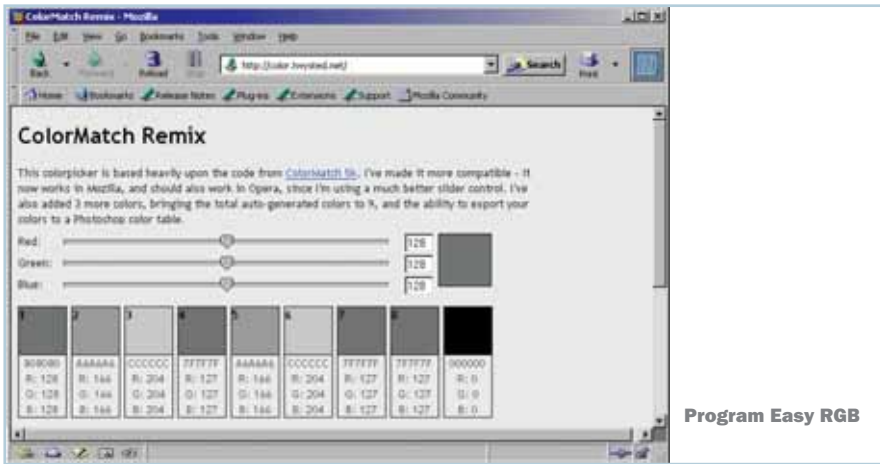 ColorMatch Remix - Mozilla
File Edit View Go Bookmarks Tools Window Help
Back Forward Reload Stop http://color.twysted.net/ Search Print
Home Bookmarks Release Notes Plug-ins Extensions Support Mozilla Community
ColorMatch Remix
This colorpicker is based heavily upon the code from ColorMatch 5k. I've made it more compatible - it
now works in Mozilla, and should also work in Opera, since I'm using a much better slider control. I've
also added 3 more colors, bringing the total auto-generated colors to 9, and the ability to export your
colors to a Photoshop color table.
Red: 128
Green: 128
Blue: 128
1 2 3 4 5 6 7 8
808080 A6A6A6 CCCCCC 7F7F7F A6A6A6 CCCCCC 7F7F7F 7F7F7F 000000
R: 128 R: 166 R: 204 R: 127 R: 166 R: 204 R: 127 R: 127 R: 0
G: 128 G: 166 G: 204 G: 127 G: 166 G: 204 G: 127 G: 127 G: 0
B: 128 B: 166 B: 204 B: 127 B: 166 B: 204 B: 127 B: 127 B: 0
Program Easy RGB